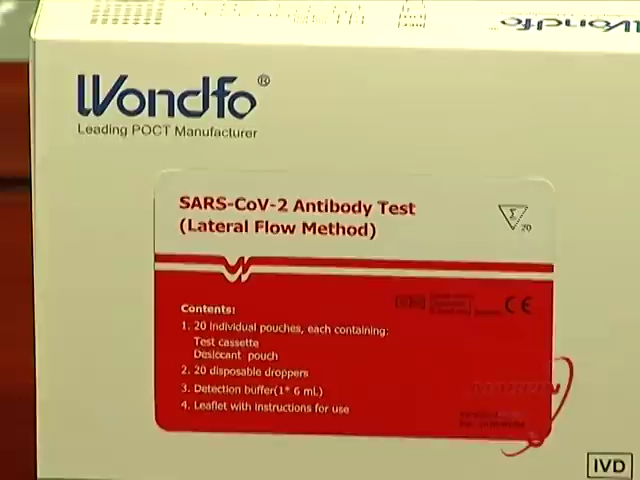 Wondfo®
Leading POCT Manufacturer
SARS-CoV-2 Antibody Test
(Lateral Flow Method)
Σ
20
CE
Contents:
1. 20 individual pouches, each containing:
Test cassette
Desiccant pouch
2. 20 disposable droppers
3. Detection buffer(1* 6 mL)
4. Leaflet with instructions for use
IVD